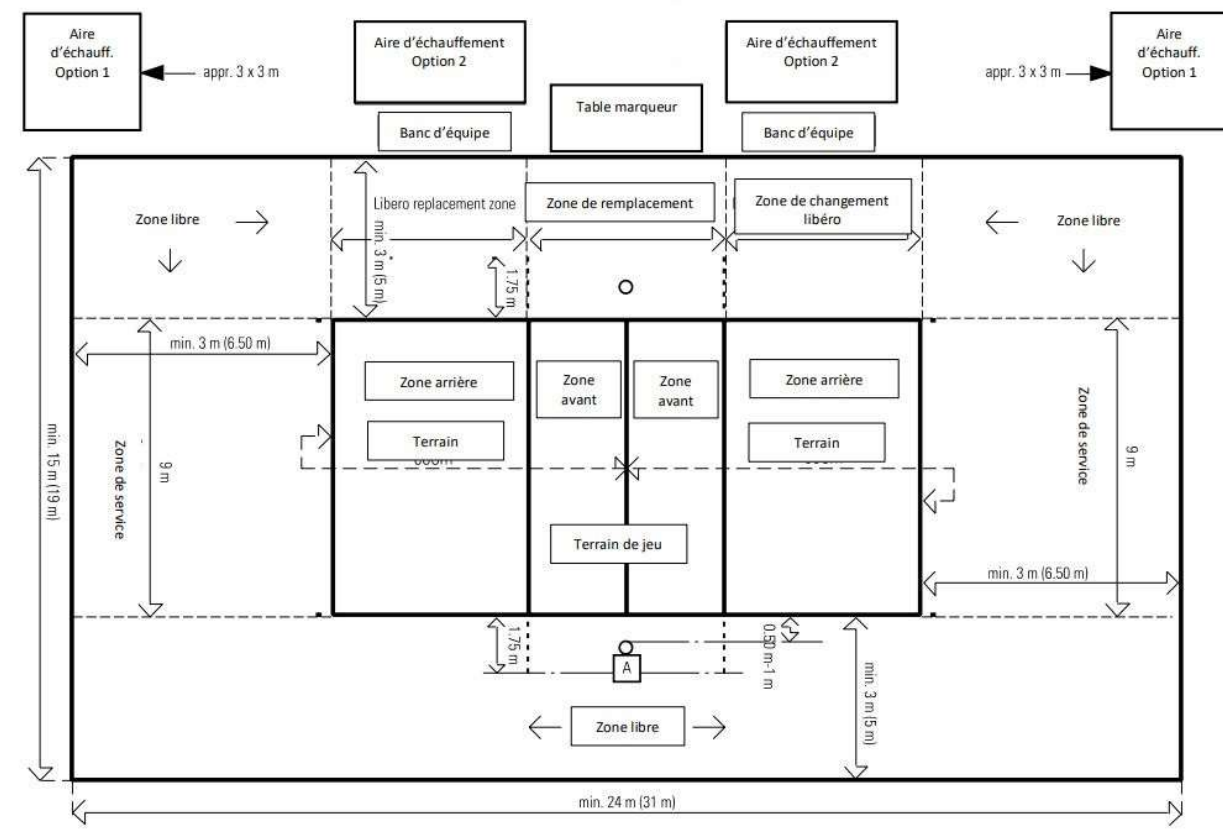 Aire
d'échauff.
Option 1
appr. 3 x 3 m
Aire d'échauffement
Option 2
Banc d'équipe
Table marqueur
Aire d'échauffement
Option 2
Banc d'équipe
appr. 3 x 3 m
Aire
d'échauff.
Option 1
Zone libre
Libero replacement zone
Zone de remplacement
Zone de changement
libéro
Zone libre
min. 3 m (5 m)
1.75 m
min. 3 m (6.50 m)
Zone arrière
Zone
avant
Zone
avant
Zone arrière
Terrain
Terrain
min. 15 m (19 m)
Zone de service
9 m
Zone de service
9 m
Terrain de jeu
min. 3 m (6.50 m)
1.75 m
A
0.50 m-1 m
min. 3 m (5 m)
Zone libre
min. 24 m (31 m)